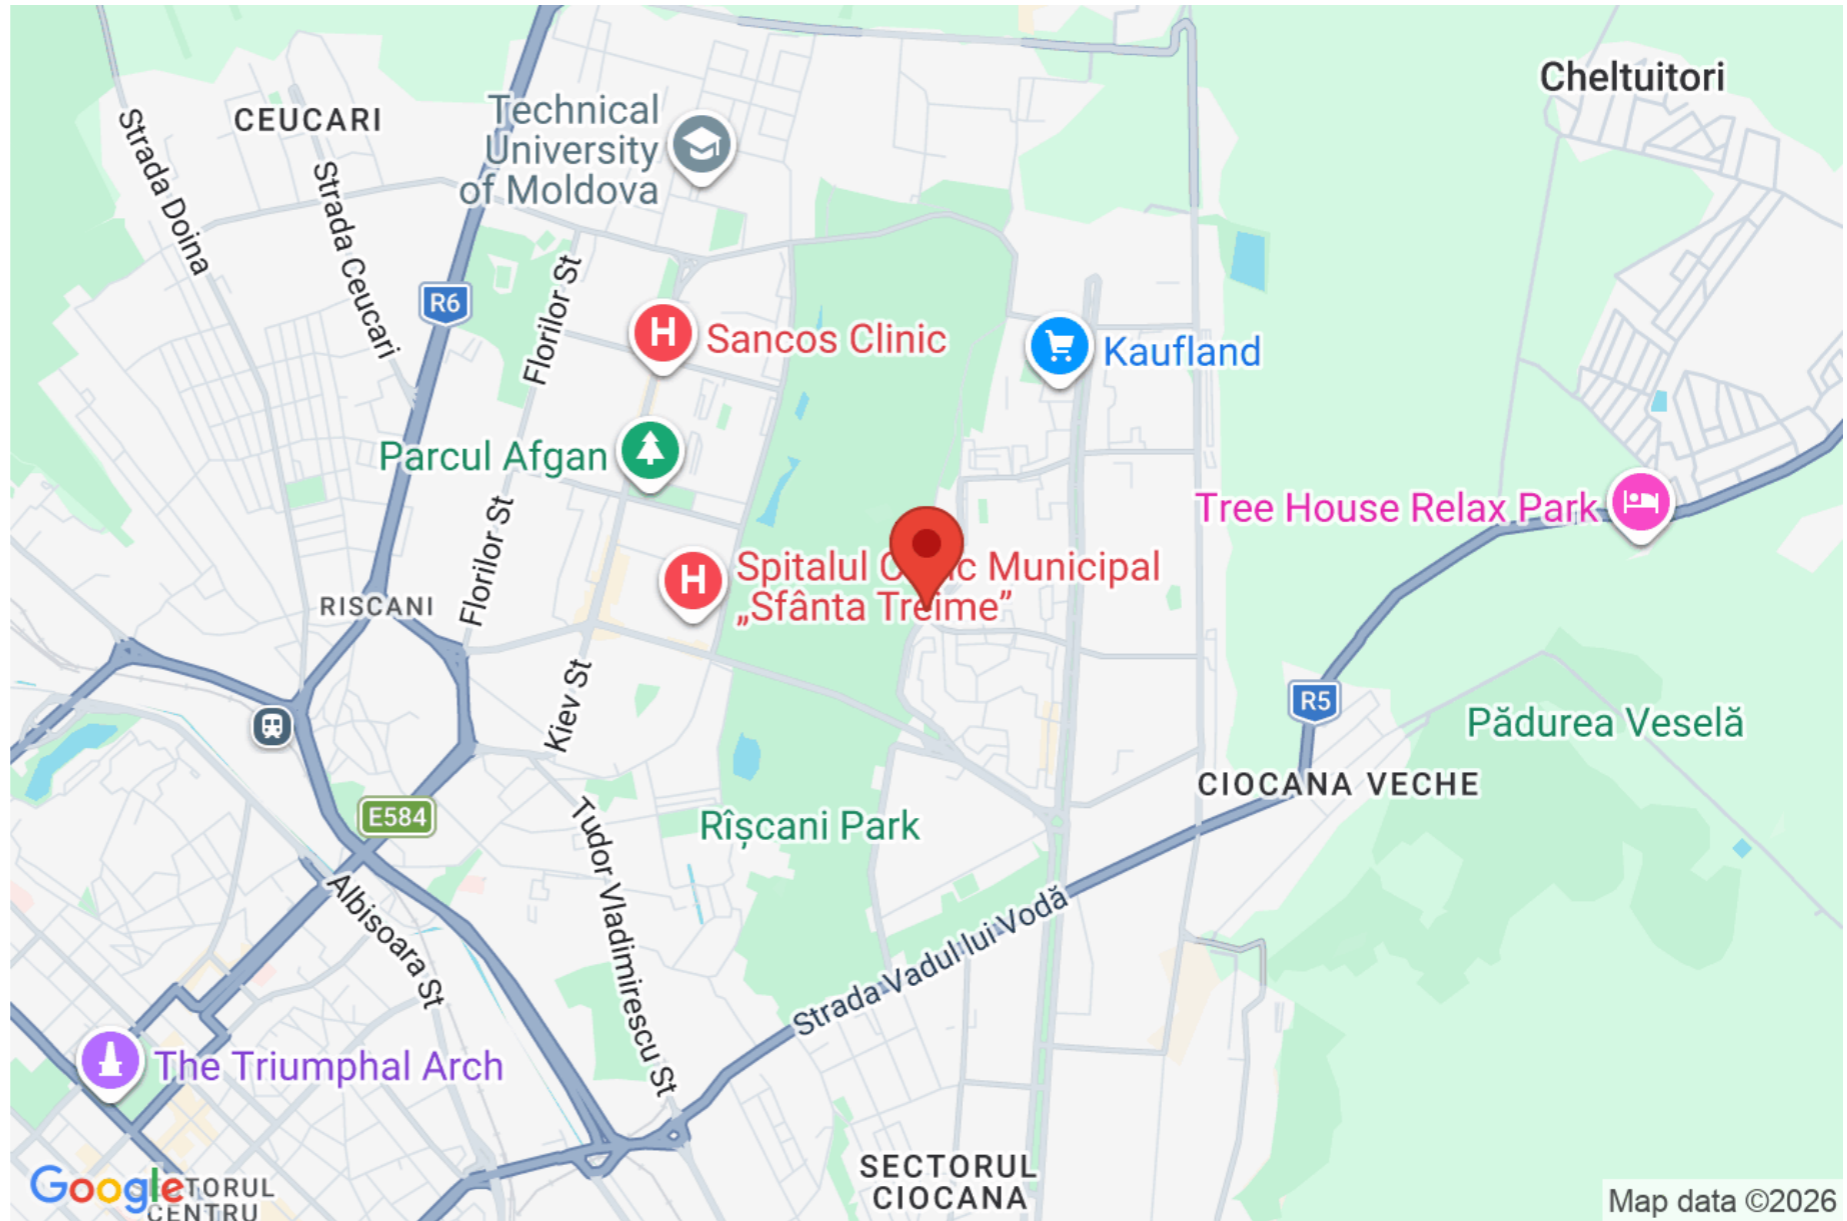 Cheltuitori
CEUCARI
Technical
University
of Moldova
Strada Doina
Strada Ceucari
Florilor St
R6
Sancos Clinic
Kaufland
Parcul Afgan
Tree House Relax Park
Florilor St
H
H
Spitalul Municipal
„Sfânta Treime”
RISCANI
Kiev St
R5
Pădurea Veselă
CIOCANA VECHE
E584
Rîșcani Park
Tudor Vladimirescu St
Albisoara St
Strada Vadul lui Vodă
The Triumphal Arch
SECTORUL
CIOCANA
Google
CENTRU
Map data ©2026